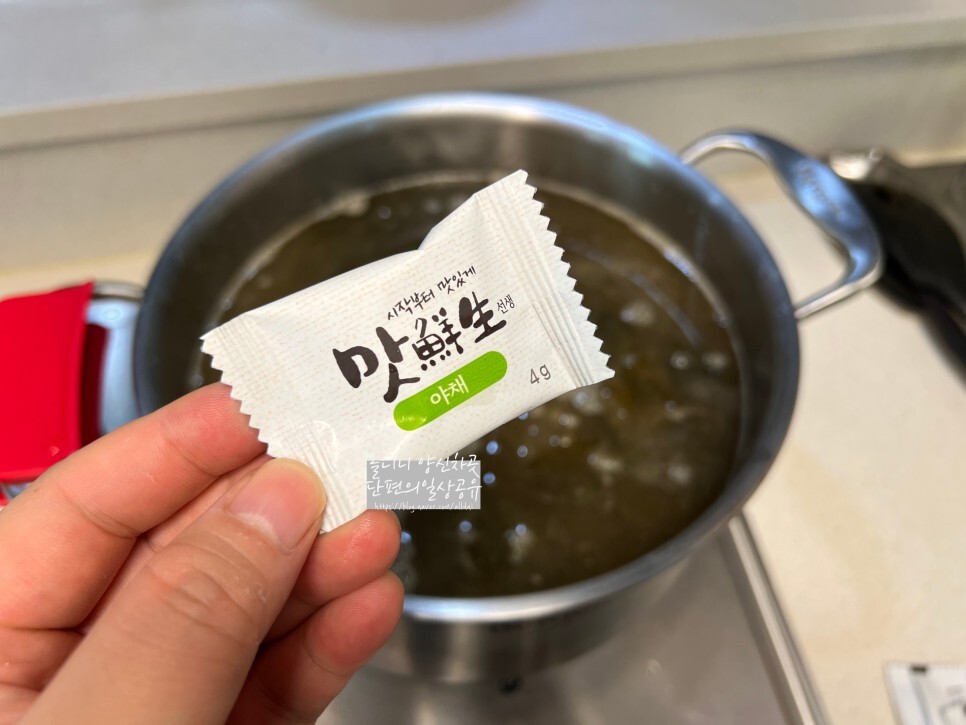 시작부터 맛있게
맛鮮生 선생
야채
4g
단편의일상공유